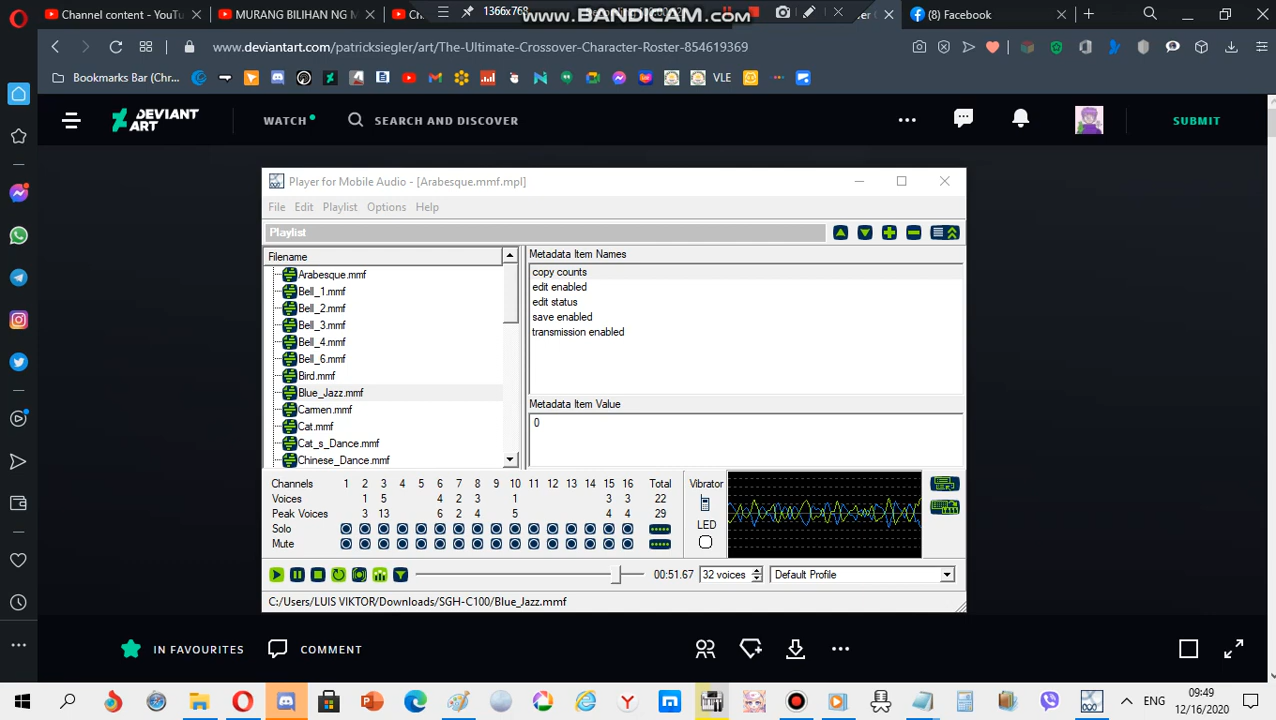 Channel content - YouT
MURANG BILIHAN NG M
Ch
1366x768
www.BANDICAM.com
(8) Facebook
www.deviantart.com/patricksiegler/art/The-Ultimate-Crossover-Character-Roster-854619369
Bookmarks Bar (Chr...
VLE
DEVIANT ART
WATCH
SEARCH AND DISCOVER
SUBMIT
Player for Mobile Audio - [Arabesque.mmf.mpl]
File Edit Playlist Options Help
Playlist
Filename
Metadata Item Names
Arabesque.mmf
Bell_1.mmf
Bell_2.mmf
Bell_3.mmf
Bell_4.mmf
Bell_6.mmf
Bird.mmf
Blue_Jazz.mmf
Carmen.mmf
Cat.mmf
Cat_s_Dance.mmf
Chinese_Dance.mmf
copy counts
edit enabled
edit status
save enabled
transmission enabled
Metadata Item Value
0
Channels 1 2 3 4 5 6 7 8 9 10 11 12 13 14 15 16 Total
Voices 1 5 4 2 3 1 3 3 22
Peak Voices 3 13 6 2 4 5 4 4 29
Solo
Mute
Vibrator
LED
00:51.67
32 voices
Default Profile
C:/Users/LUIS VIKTOR/Downloads/SGH-C100/Blue_Jazz.mmf
IN FAVOURITES
COMMENT
ENG
09:49
12/16/2020